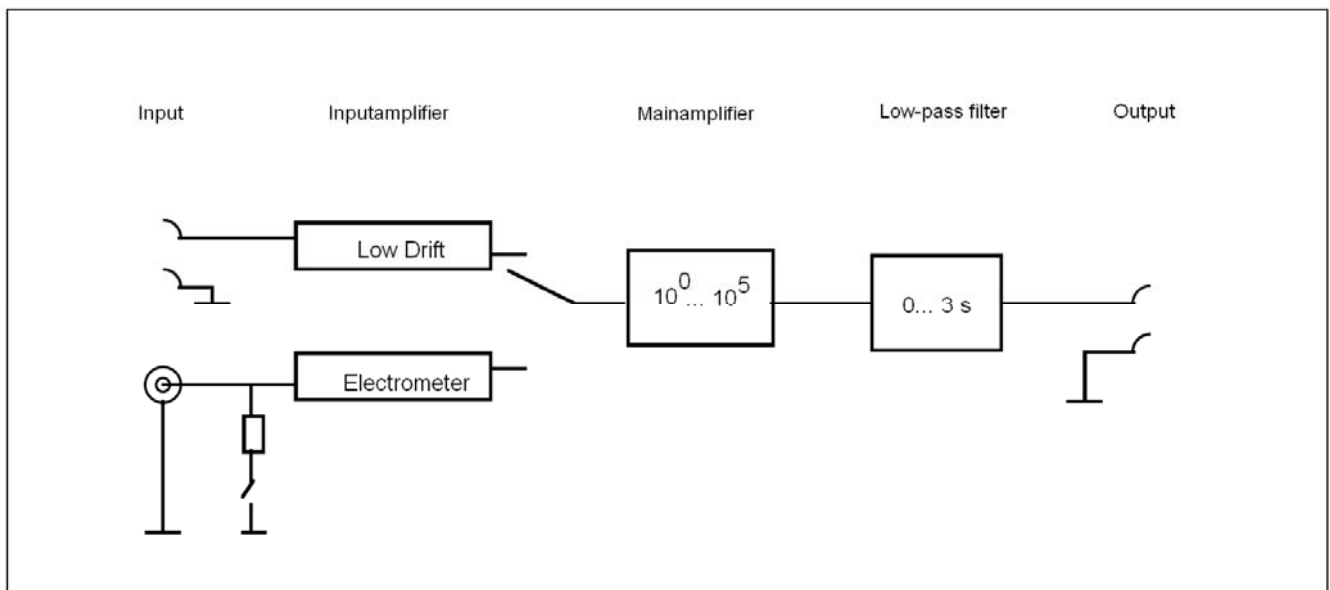 Input Inputamplifier Mainamplifier Low-pass filter Output
Low Drift
10⁰... 10⁵
0... 3 s
Electrometer